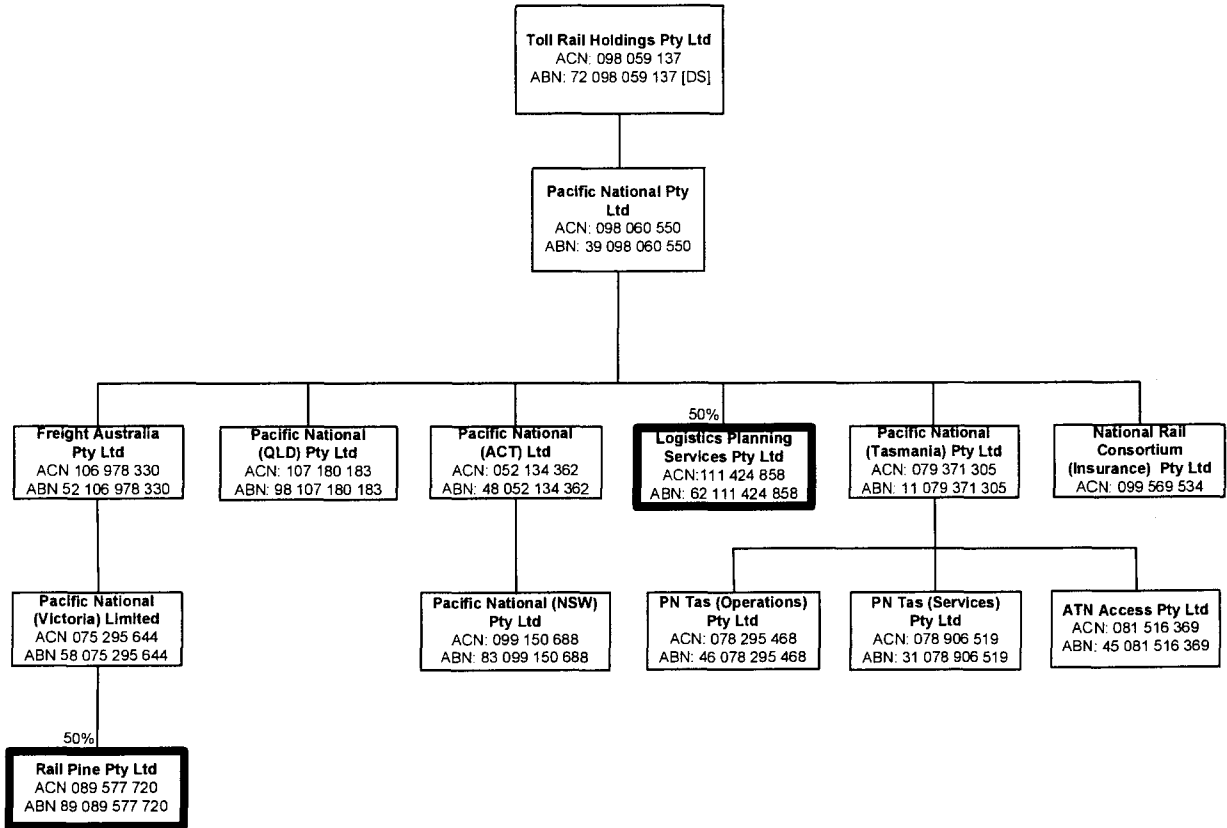 Toll Rail Holdings Pty Ltd
ACN: 098 059 137
ABN: 72 098 059 137 [DS]
Pacific National Pty
Ltd
ACN: 098 060 550
ABN: 39 098 060 550
Freight Australia
Pty Ltd
ACN 106 978 330
ABN 52 106 978 330
Pacific National
(QLD) Pty Ltd
ACN: 107 180 183
ABN: 98 107 180 183
Pacific National
(ACT) Ltd
ACN: 052 134 362
ABN: 48 052 134 362
50%
Logistics Planning
Services Pty Ltd
ACN:111 424 858
ABN: 62 111 424 858
Pacific National
(Tasmania) Pty Ltd
ACN: 079 371 305
ABN: 11 079 371 305
National Rail
Consortium
(Insurance) Pty Ltd
ACN: 099 569 534
Pacific National
(Victoria) Limited
ACN 075 295 644
ABN 58 075 295 644
Pacific National (NSW)
Pty Ltd
ACN: 099 150 688
ABN: 83 099 150 688
PN Tas (Operations)
Pty Ltd
ACN: 078 295 468
ABN: 46 078 295 468
PN Tas (Services)
Pty Ltd
ACN: 078 906 519
ABN: 31 078 906 519
ATN Access Pty Ltd
ACN: 081 516 369
ABN: 45 081 516 369
50%
Rail Pine Pty Ltd
ACN 089 577 720
ABN 89 089 577 720